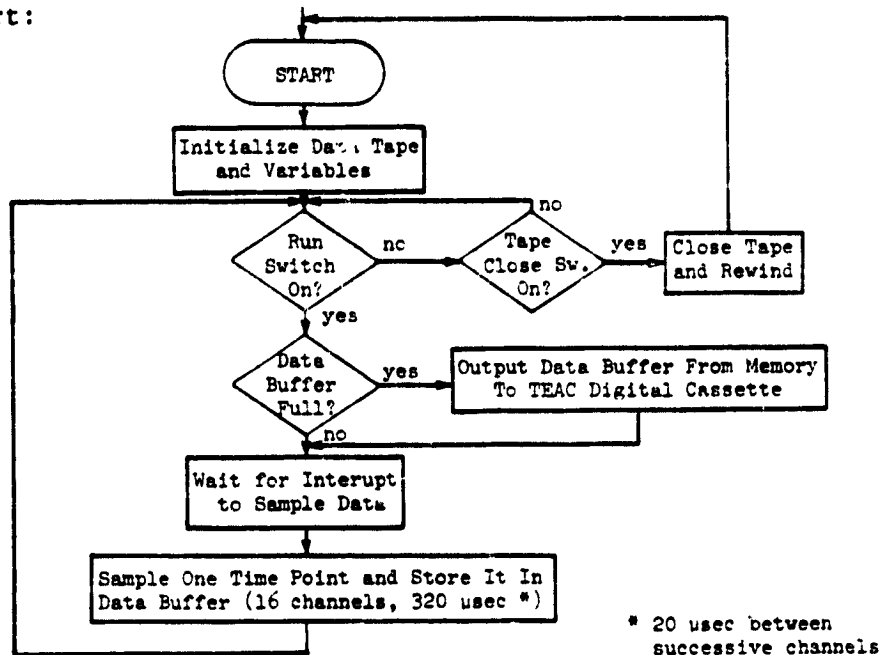 rt:
START
Initialize Data Tape
and Variables
no
Run
Switch
On?
nc
Tape
Close Sw.
On?
yes
Close Tape
and Rewind
yes
Data
Buffer
Full?
yes
Output Data Buffer From Memory
To TEAC Digital Cassette
no
Wait for Interupt
to Sample Data
Sample One Time Point and Store It In
Data Buffer (16 channels, 320 usec *)
* 20 usec between
successive channels